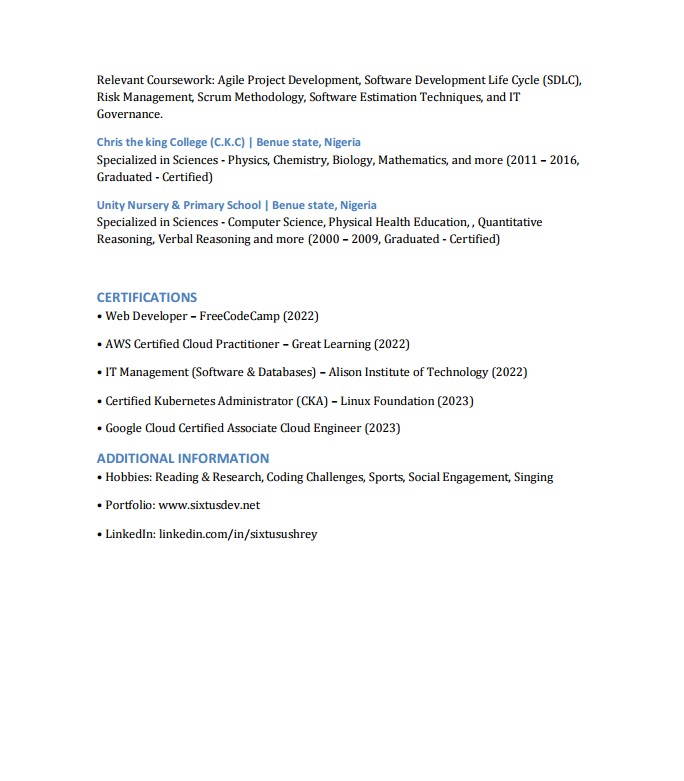 Relevant Coursework: Agile Project Development, Software Development Life Cycle (SDLC),
Risk Management, Scrum Methodology, Software Estimation Techniques, and IT
Governance.
Chris the king College (C.K.C) | Benue state, Nigeria
Specialized in Sciences - Physics, Chemistry, Biology, Mathematics, and more (2011 – 2016,
Graduated - Certified)
Unity Nursery & Primary School | Benue state, Nigeria
Specialized in Sciences - Computer Science, Physical Health Education, , Quantitative
Reasoning, Verbal Reasoning and more (2000 – 2009, Graduated - Certified)
CERTIFICATIONS
• Web Developer – FreeCodeCamp (2022)
• AWS Certified Cloud Practitioner – Great Learning (2022)
• IT Management (Software & Databases) – Alison Institute of Technology (2022)
• Certified Kubernetes Administrator (CKA) – Linux Foundation (2023)
• Google Cloud Certified Associate Cloud Engineer (2023)
ADDITIONAL INFORMATION
• Hobbies: Reading & Research, Coding Challenges, Sports, Social Engagement, Singing
• Portfolio: www.sixtusdev.net
• LinkedIn: linkedin.com/in/sixtusushrey